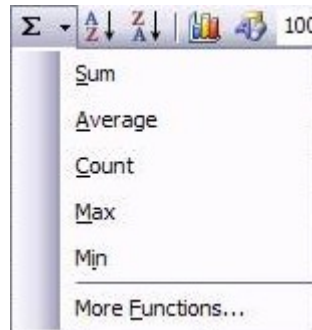 Σ A Z Z A 100
Sum
Average
Count
Max
Min
More Functions...